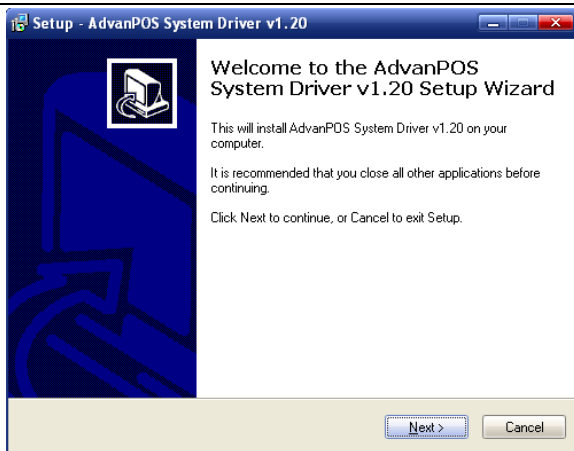 Setup - AdvanPOS System Driver v1.20
Welcome to the AdvanPOS
System Driver v1.20 Setup Wizard
This will install AdvanPOS System Driver v1.20 on your
computer.
It is recommended that you close all other applications before
continuing.
Click Next to continue, or Cancel to exit Setup.
Next >
Cancel